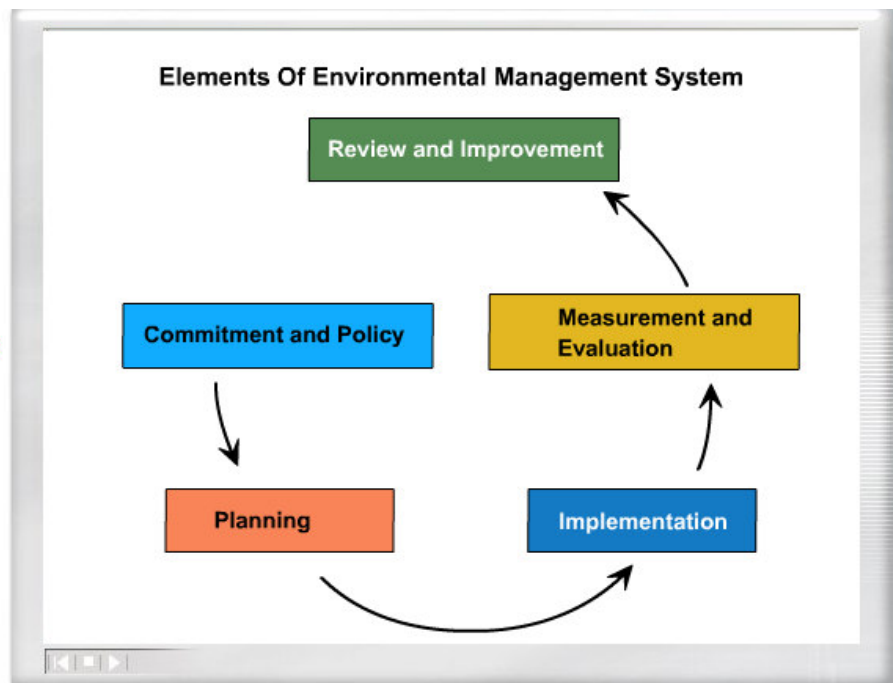 Elements Of Environmental Management System
Review and Improvement
Commitment and Policy
Measurement and
Evaluation
Planning
Implementation